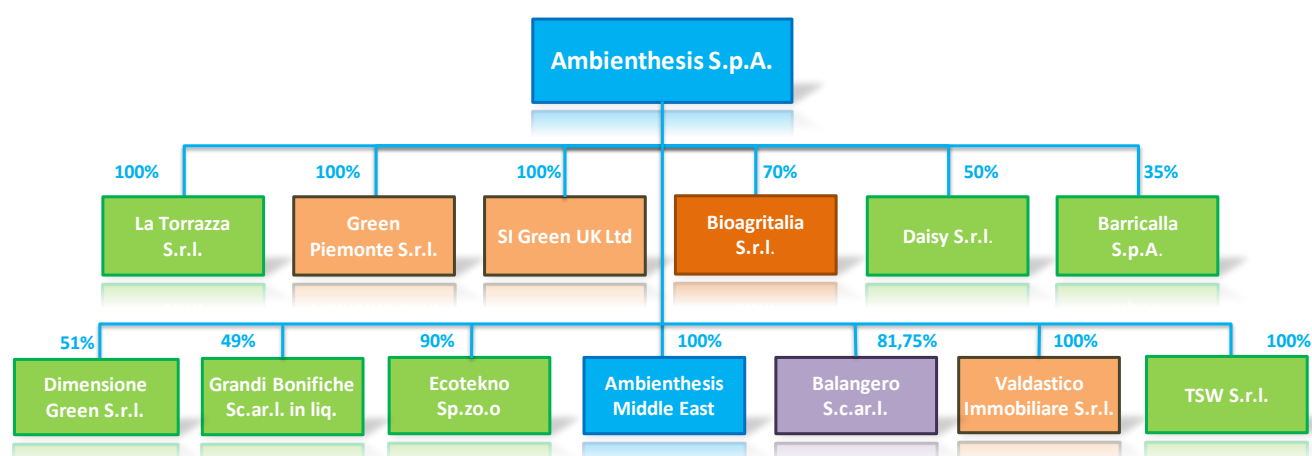 Ambienthesis S.p.A.
100%
100%
100%
70%
50%
35%
La Torrazza
S.r.l.
Green
Piemonte S.r.l.
SI Green UK Ltd
Bioagritalia
S.r.l.
Daisy S.r.l.
Barricalla
S.p.A.
51%
49%
90%
100%
81,75%
100%
100%
Dimensione
Green S.r.l.
Grandi Bonifiche
Sc.ar.l. in liq.
Ecotekno
Sp.zo.o
Ambienthesis
Middle East
Balangero
S.c.ar.l.
Valdastico
Immobiliare S.r.l.
TSW S.r.l.